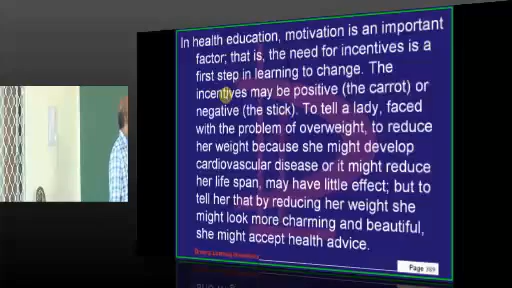 In health education, motivation is an important
factor; that is, the need for incentives is a
first step in learning to change. The
incentives may be positive (the carrot) or
negative (the stick). To tell a lady, faced
with the problem of overweight, to reduce
her weight because she might develop
cardiovascular disease or it might reduce
her life span, may have little effect; but to
tell her that by reducing her weight she
might look more charming and beautiful,
she might accept health advice.
Page